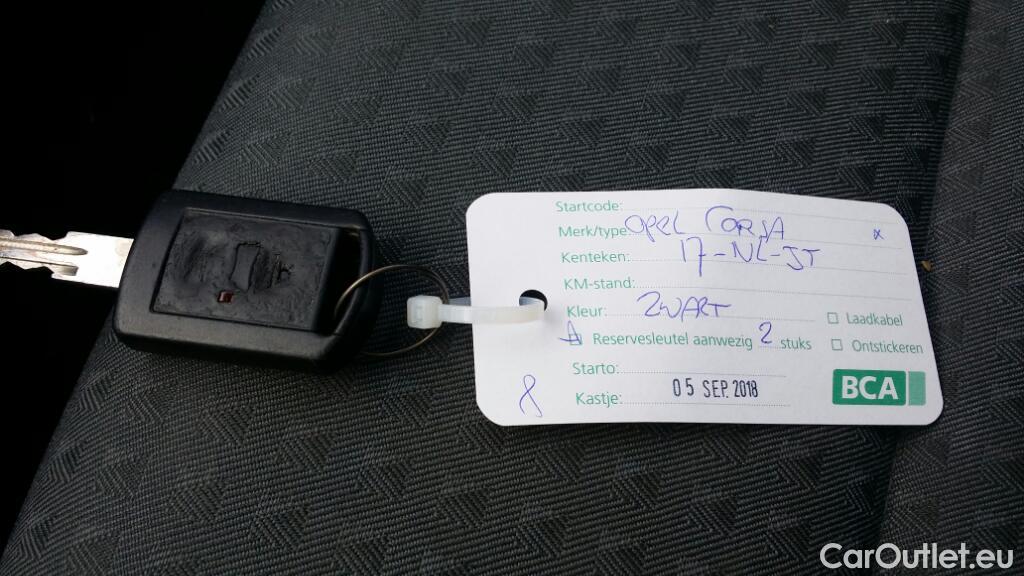 Startcode:
Merk/type: Opel Corsa x
Kenteken: 17-NL-JT
KM-stand:
Kleur: Zwart
Laadkabel
Reservesleutel aanwezig 2 stuks
Ontstickeren
Starto:
Kastje: 05 SEP. 2018
BCA
8
CarOutlet.eu